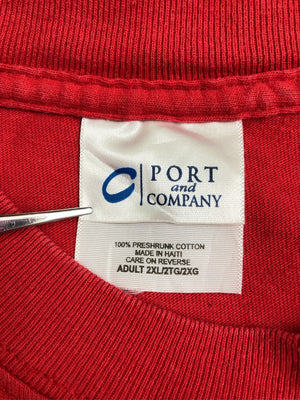 PORT
and
COMPANY
100% PRESHRUNK COTTON
MADE IN HAITI
CARE ON REVERSE
ADULT 2XL/2TG/2XG